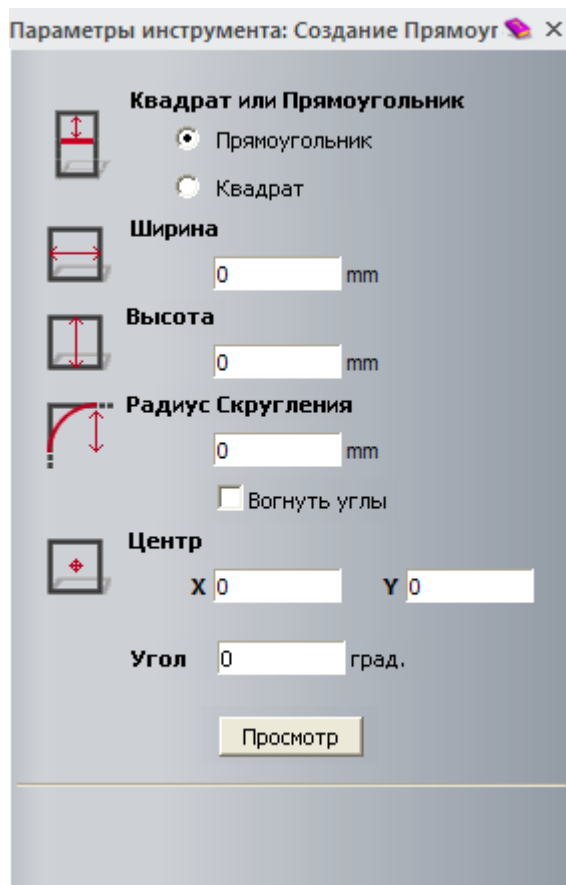 Параметры инструмента: Создание Прямоуг
Квадрат или Прямоугольник
Прямоугольник
Квадрат
Ширина
0 mm
Высота
0 mm
Радиус Скругления
0 mm
Вогнуть углы
Центр
X 0 Y 0
Угол 0 град.
Просмотр